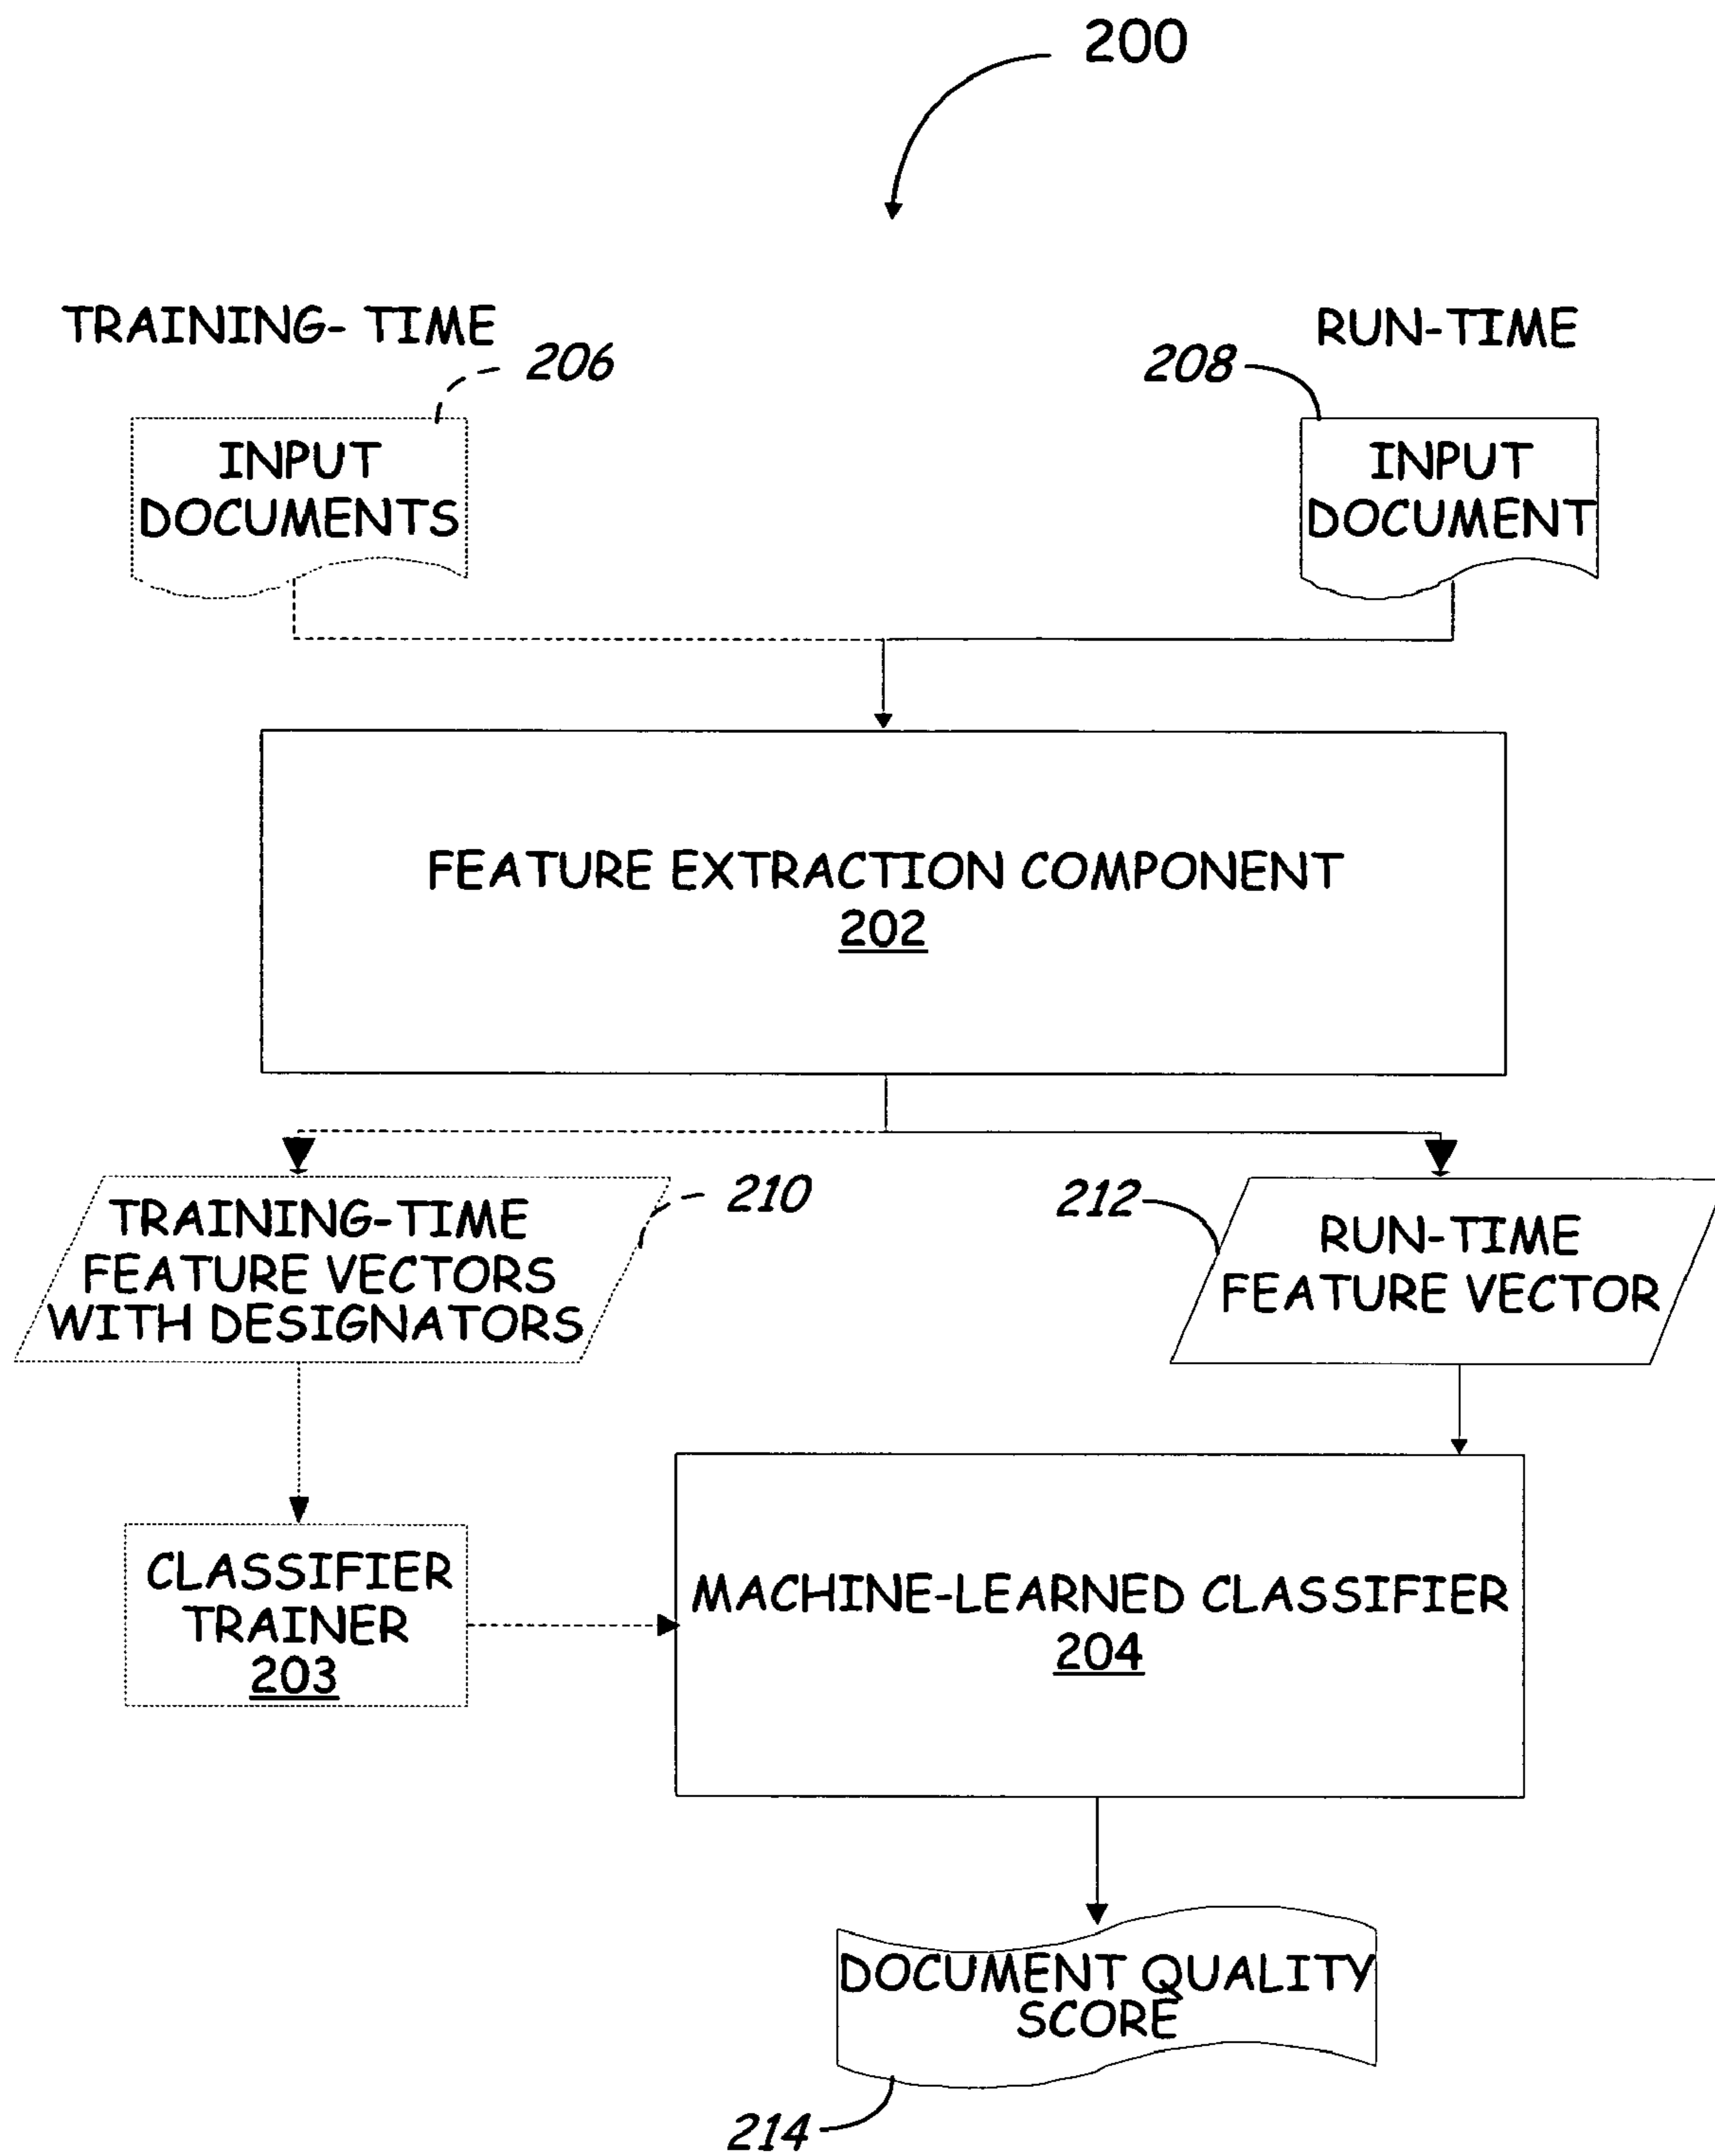 200
TRAINING- TIME
RUN-TIME
206
208
INPUT
DOCUMENTS
INPUT
DOCUMENT
FEATURE EXTRACTION COMPONENT
202
210
212
TRAINING-TIME
FEATURE VECTORS
WITH DESIGNATORS
RUN-TIME
FEATURE VECTOR
CLASSIFIER
TRAINER
203
MACHINE-LEARNED CLASSIFIER
204
DOCUMENT QUALITY
SCORE
214